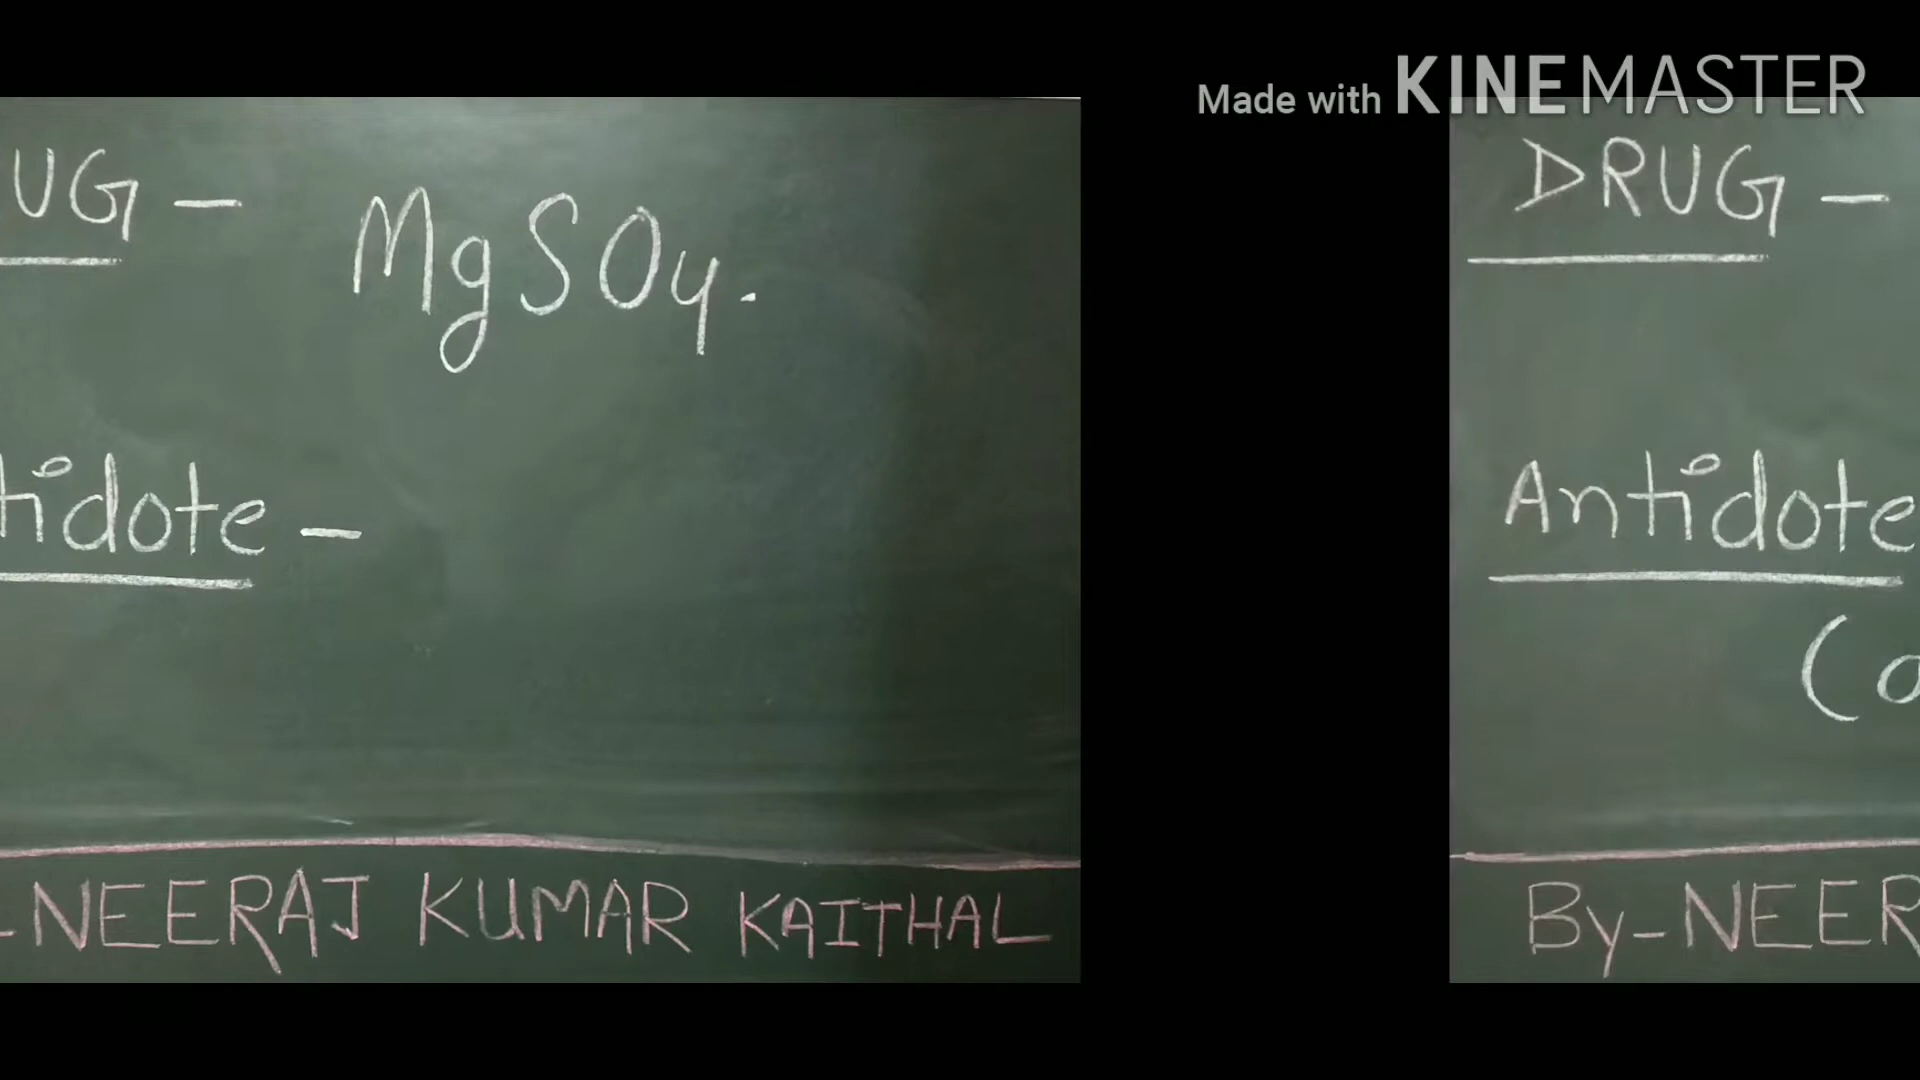 Made with KINEMASTER
UG - MgSO4.
tidote -
-NEERAJ KUMAR KAITHAL
DRUG -
Antidote
(a
By-NEER